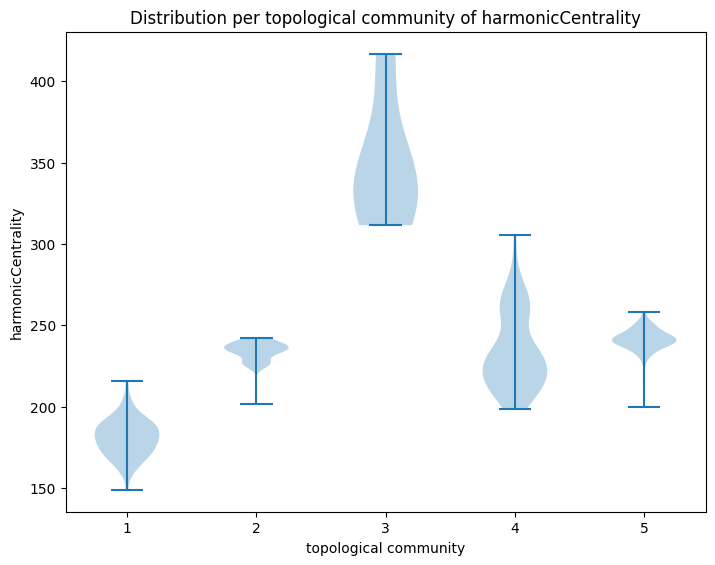 Distribution per topological community of harmonicCentrality
harmonicCentrality
400
350
300
250
200
150
1 2 3 4 5
topological community